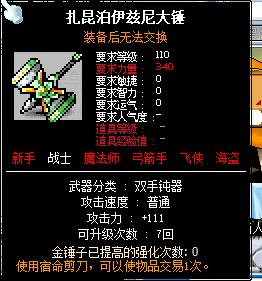 扎昆泊伊兹尼大锤
装备后无法交换
要求等级： 110
要求力量： 340
要求敏捷： 0
要求智力： 0
要求运气： 0
要求人气度：-
道具等级： -
道具经验值： -
新手 战士 魔法师 弓箭手 飞侠 海盗
武器分类 : 双手钝器
攻击速度 : 普通
攻击力 : +111
可升级次数 : 7回
金锤子已提高的强化次数: 0
使用宿命剪刀，可以使物品交易1次。